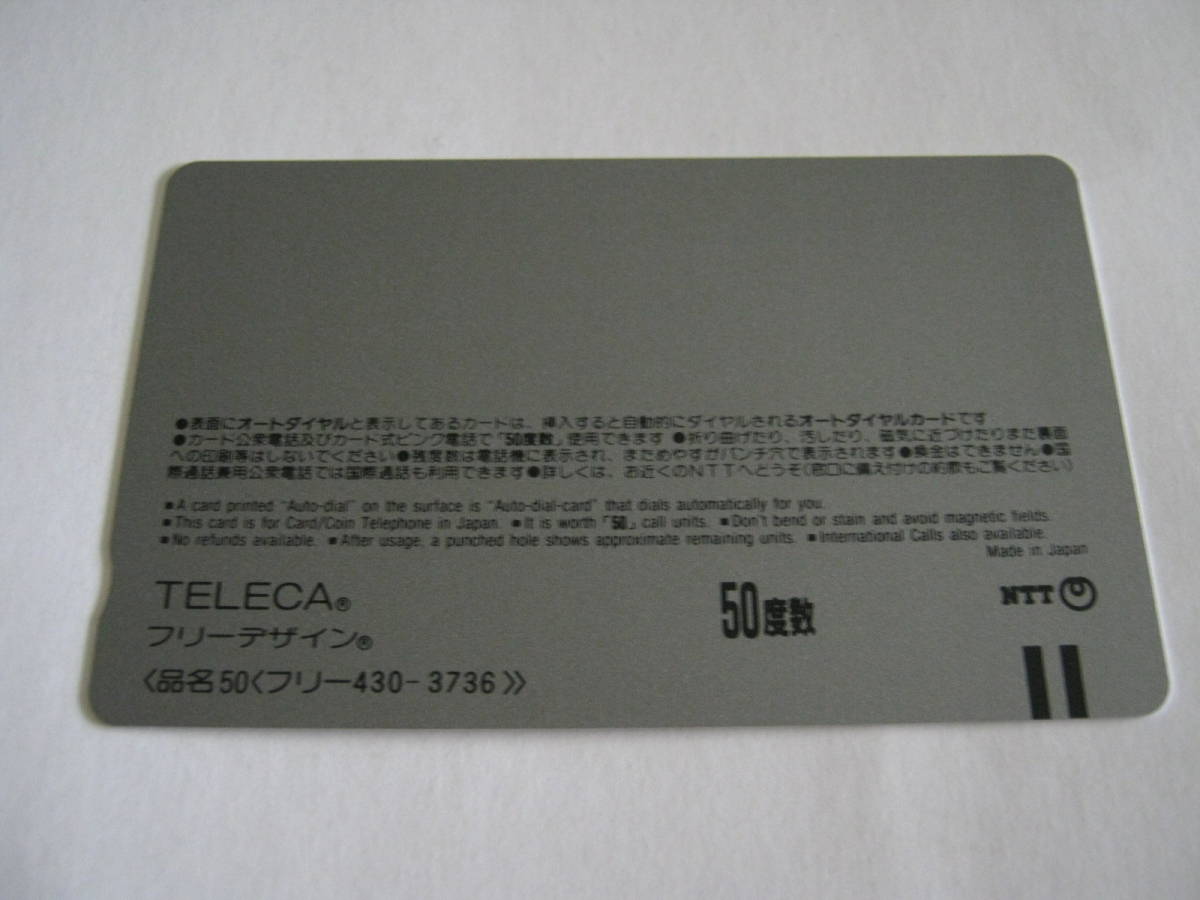 ●表面にオートダイヤルと表示してあるカードは、挿入すると自動的にダイヤルされるオートダイヤルカードです
●カード公衆電話及びカード式ピンク電話で「50度数」使用できます ●折り曲げたり、汚したり、磁気に近づけたりまた裏面
への印刷等はしないでください●残度数は電話機に表示され、まためやすがパンチ穴で表示されます●換金はできません●国
際通話兼用公衆電話では国際通話も利用できます●詳しくは、お近くのNTTへどうぞ(窓口に備え付けの約款もご覧ください)
■A card printed "Auto-dial" on the surface is "Auto-dial-card" that dials automatically for you.
■This card is for Card/Coin Telephone in Japan. ■It is worth「50」call units. ■Don't bend or stain and avoid magnetic fields.
■No refunds available. ■After usage, a punched hole shows approximate remaining units. ■International Calls also available.
Made in Japan
TELECA®
50度数
NTT
フリーデザイン®
〈品名50〈フリー430-3736》〉